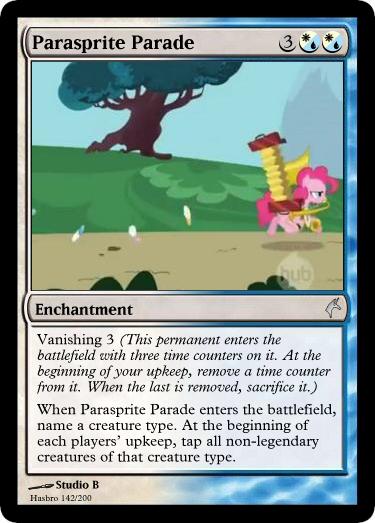 Parasprite Parade 3
hub
Enchantment
Vanishing 3 (This permanent enters the
battlefield with three time counters on it. At the
beginning of your upkeep, remove a time counter
from it. When the last is removed, sacrifice it.)
When Parasprite Parade enters the battlefield,
name a creature type. At the beginning of
each players' upkeep, tap all non-legendary
creatures of that creature type.
Studio B
Hasbro 142/200